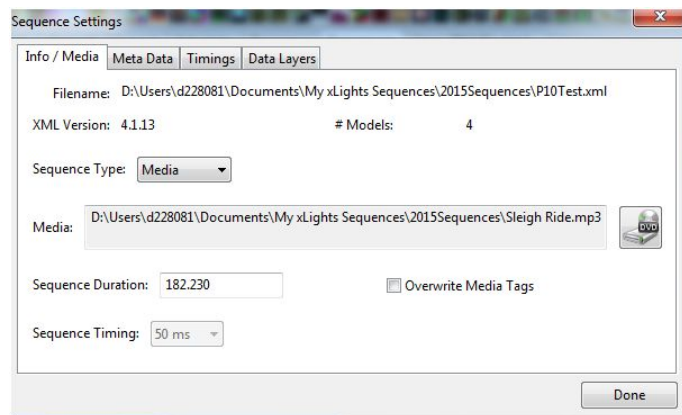 Sequence Settings
Info / Media Meta Data Timings Data Layers
Filename: D:\Users\d228081\Documents\My xLights Sequences\2015Sequences\P10Test.xml
XML Version: 4.1.13 # Models: 4
Sequence Type: Media
Media: D:\Users\d228081\Documents\My xLights Sequences\2015Sequences\Sleigh Ride.mp3
DVD
Sequence Duration: 182.230 Overwrite Media Tags
Sequence Timing: 50 ms
Done